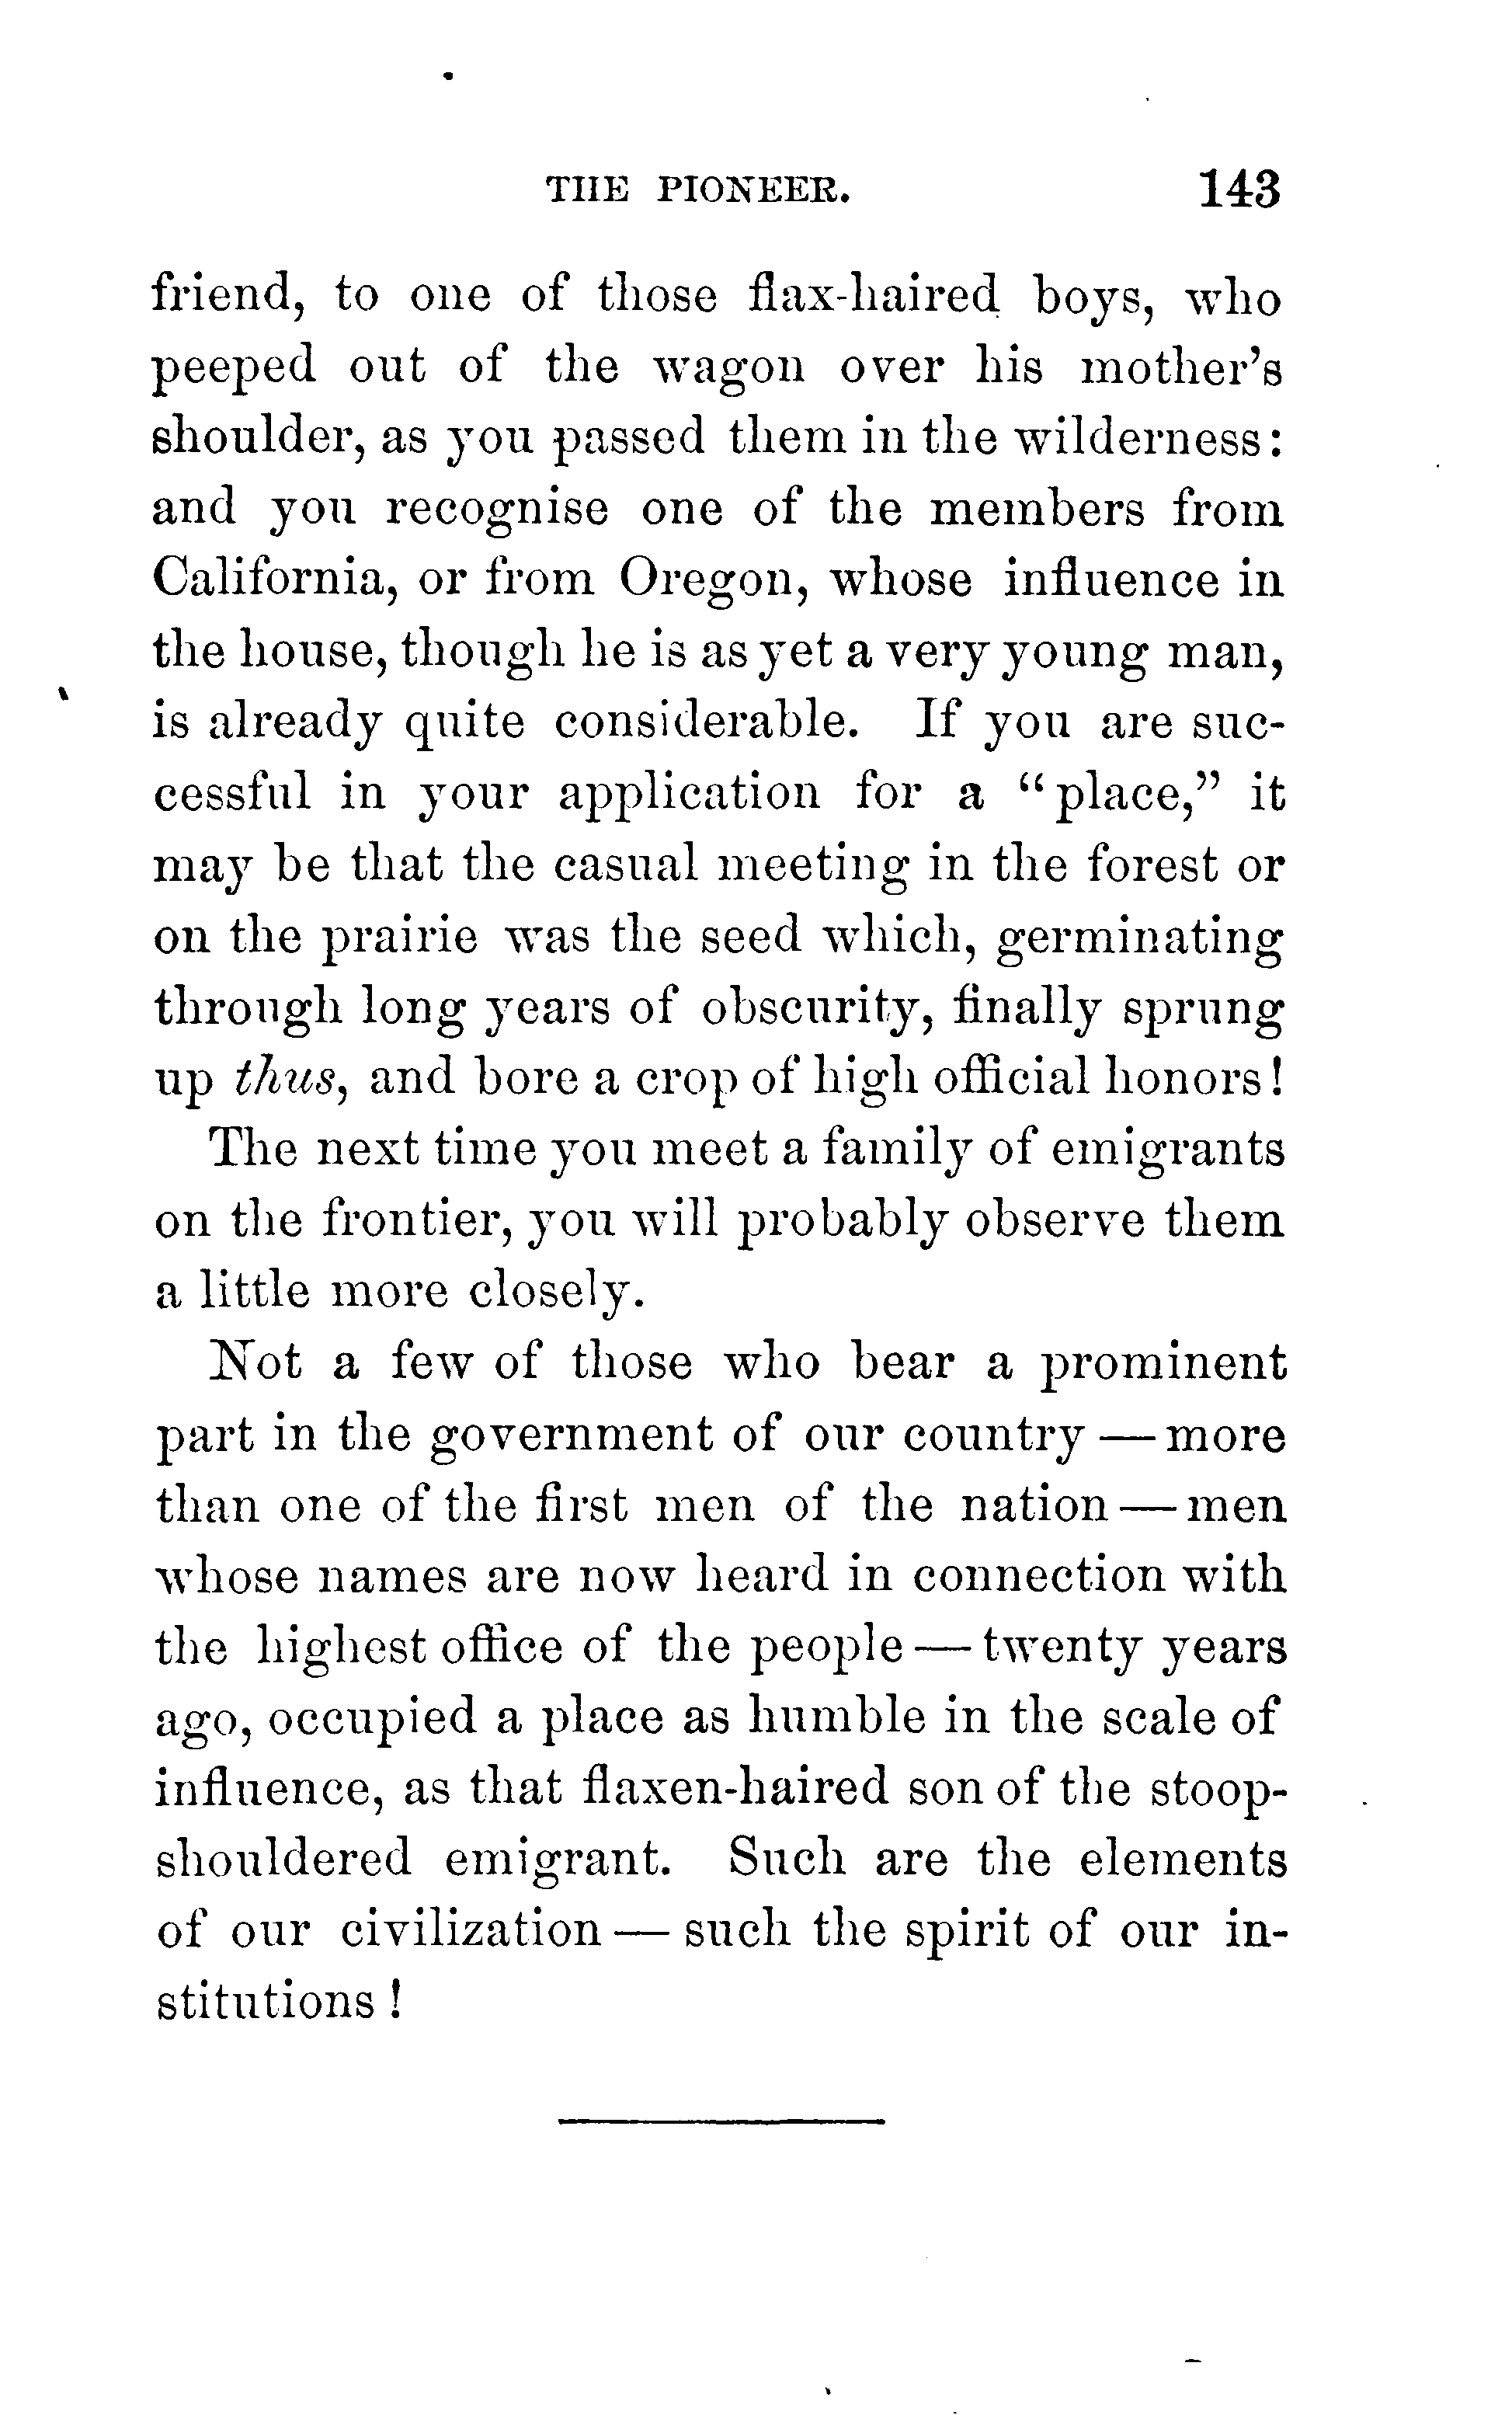 THE PIONEER. 143
friend, to one of those flax-haired boys, who
peeped out of the wagon over his mother's
shoulder, as you passed them in the wilderness:
and you recognise one of the members from
California, or from Oregon, whose influence in
the house, though he is as yet a very young man,
is already quite considerable. If you are suc-
cessful in your application for a “place,” it
may be that the casual meeting in the forest or
on the prairie was the seed which, germinating
through long years of obscurity, finally sprung
up thus, and bore a crop of high official honors!
The next time you meet a family of emigrants
on the frontier, you will probably observe them
a little more closely.
Not a few of those who bear a prominent
part in the government of our country — more
than one of the first men of the nation — men
whose names are now heard in connection with
the highest office of the people — twenty years
ago, occupied a place as humble in the scale of
influence, as that flaxen-haired son of the stoop-
shouldered emigrant. Such are the elements
of our civilization — such the spirit of our in-
stitutions!